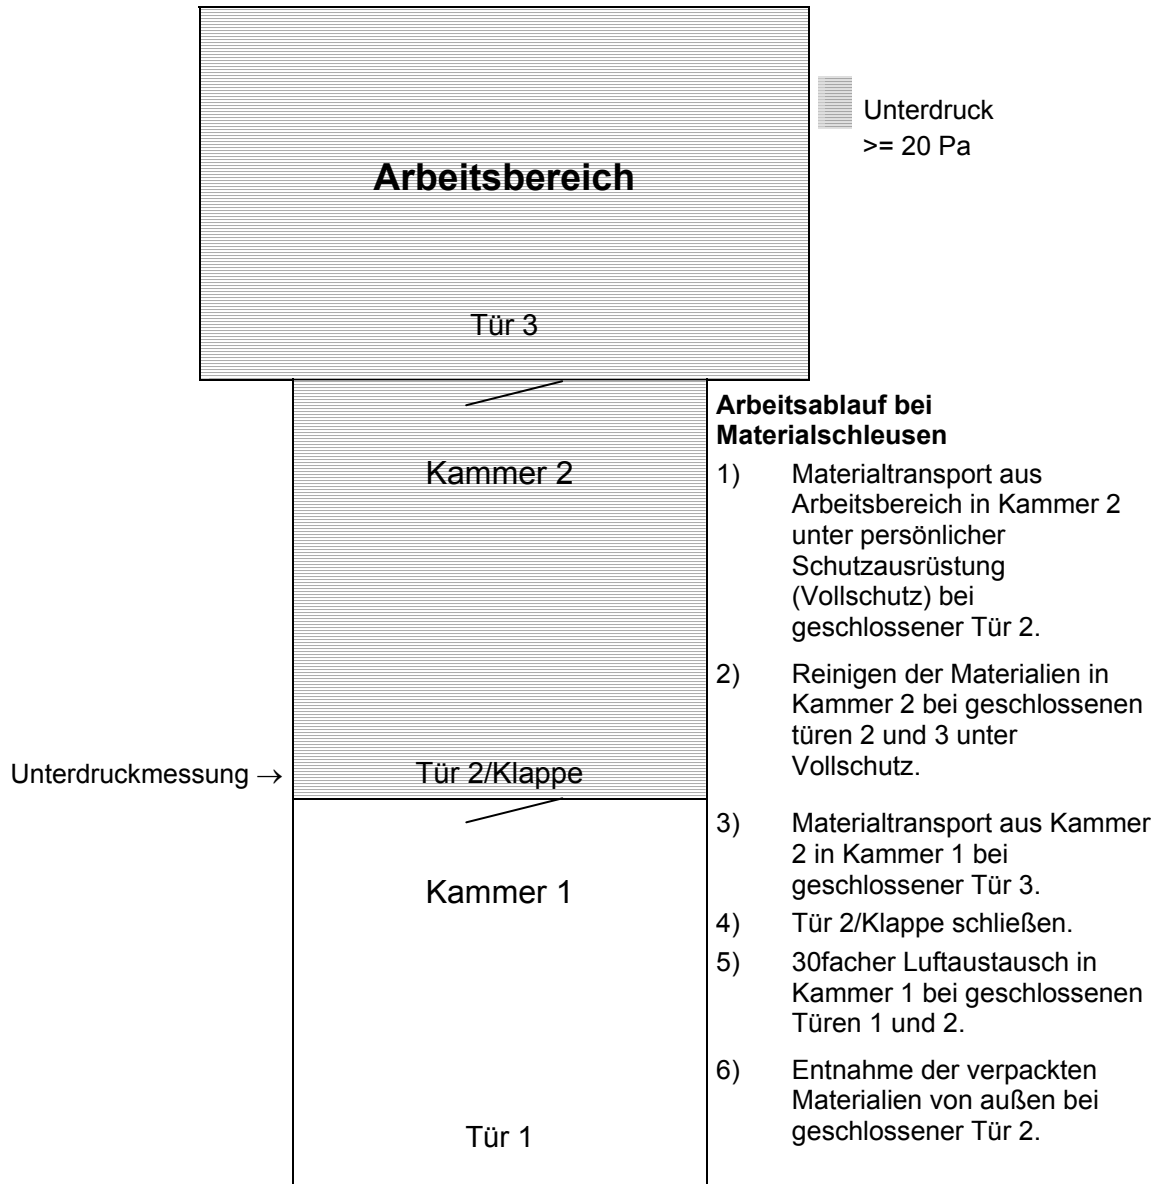 Unterdruck
>= 20 Pa
Arbeitsbereich
Tür 3
Kammer 2
Unterdruckmessung →
Tür 2/Klappe
Kammer 1
Tür 1
Arbeitsablauf bei
Materialschleusen
1) Materialtransport aus
Arbeitsbereich in Kammer 2
unter persönlicher
Schutzausrüstung
(Vollschutz) bei
geschlossener Tür 2.
2) Reinigen der Materialien in
Kammer 2 bei geschlossenen
türen 2 und 3 unter
Vollschutz.
3) Materialtransport aus Kammer
2 in Kammer 1 bei
geschlossener Tür 3.
4) Tür 2/Klappe schließen.
5) 30facher Luftaustausch in
Kammer 1 bei geschlossenen
Türen 1 und 2.
6) Entnahme der verpackten
Materialien von außen bei
geschlossener Tür 2.